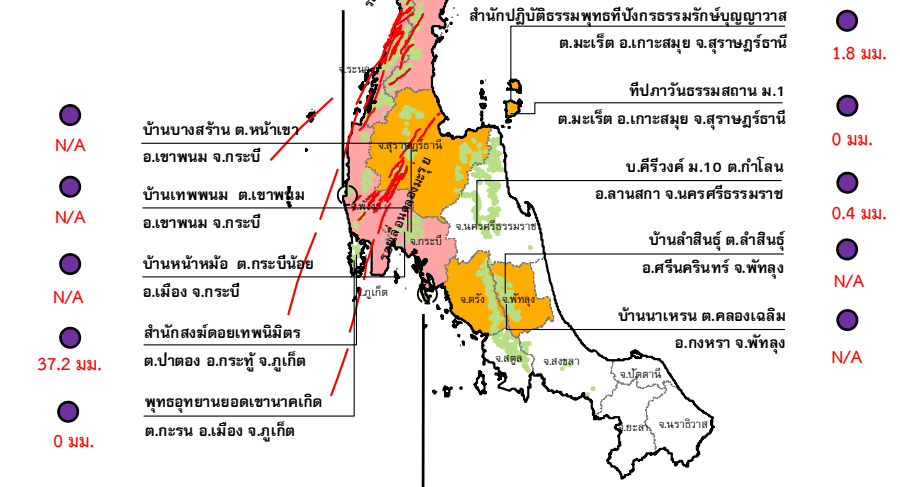 N/A
บ้านบางสร้าน ต.หน้าเขา
อ.เขาพนม จ.กระบี่
N/A
บ้านเทพพนม ต.เขาพนม
อ.เขาพนม จ.กระบี่
N/A
บ้านหน้าหม้อ ต.กระบี่น้อย
อ.เมือง จ.กระบี่
37.2 มม.
สำนักสงฆ์ดอยเทพนิมิตร
ต.ป่าตอง อ.กระทู้ จ.ภูเก็ต
0 มม.
พุทธอุทยานยอดเขานาคเกิด
ต.กะรน อ.เมือง จ.ภูเก็ต
จ.ระนอง
จ.สุราษฎร์ธานี
จ.พังงา
รอยเลื่อนคลองมะรุย
จ.กระบี่
จ.นครศรีธรรมราช
จ.ภูเก็ต
จ.ตรัง
จ.พัทลุง
จ.สตูล
จ.สงขลา
จ.ปัตตานี
จ.ยะลา
จ.นราธิวาส
สำนักปฏิบัติธรรมพุทธทีปังกรธรรมรักษ์บุญญาวาส
ต.มะเร็ต อ.เกาะสมุย จ.สุราษฎร์ธานี
1.8 มม.
ทีปภาวันธรรมสถาน ม.1
ต.มะเร็ต อ.เกาะสมุย จ.สุราษฎร์ธานี
0 มม.
บ.คีรีวงค์ ม.10 ต.กำโลน
อ.ลานสกา จ.นครศรีธรรมราช
0.4 มม.
บ้านลำสินธุ์ ต.ลำสินธุ์
อ.ศรีนครินทร์ จ.พัทลุง
N/A
บ้านนาเหรน ต.คลองเฉลิม
อ.กงหรา จ.พัทลุง
N/A